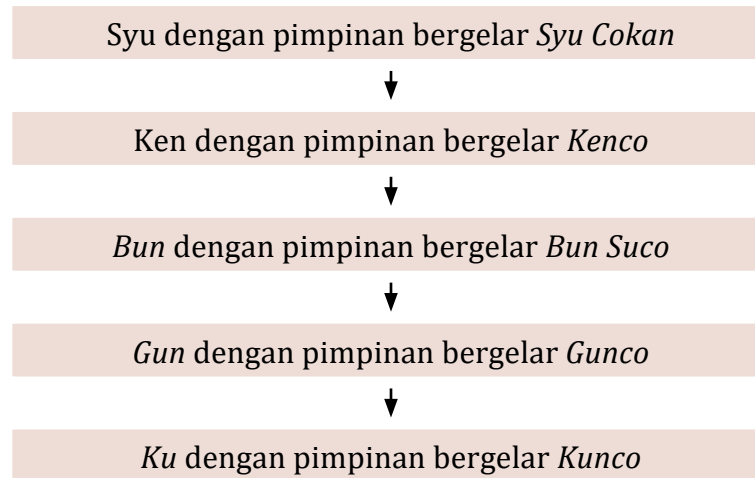 Syu dengan pimpinan bergelar Syu Cokan
Ken dengan pimpinan bergelar Kenco
Bun dengan pimpinan bergelar Bun Suco
Gun dengan pimpinan bergelar Gunco
Ku dengan pimpinan bergelar Kunco